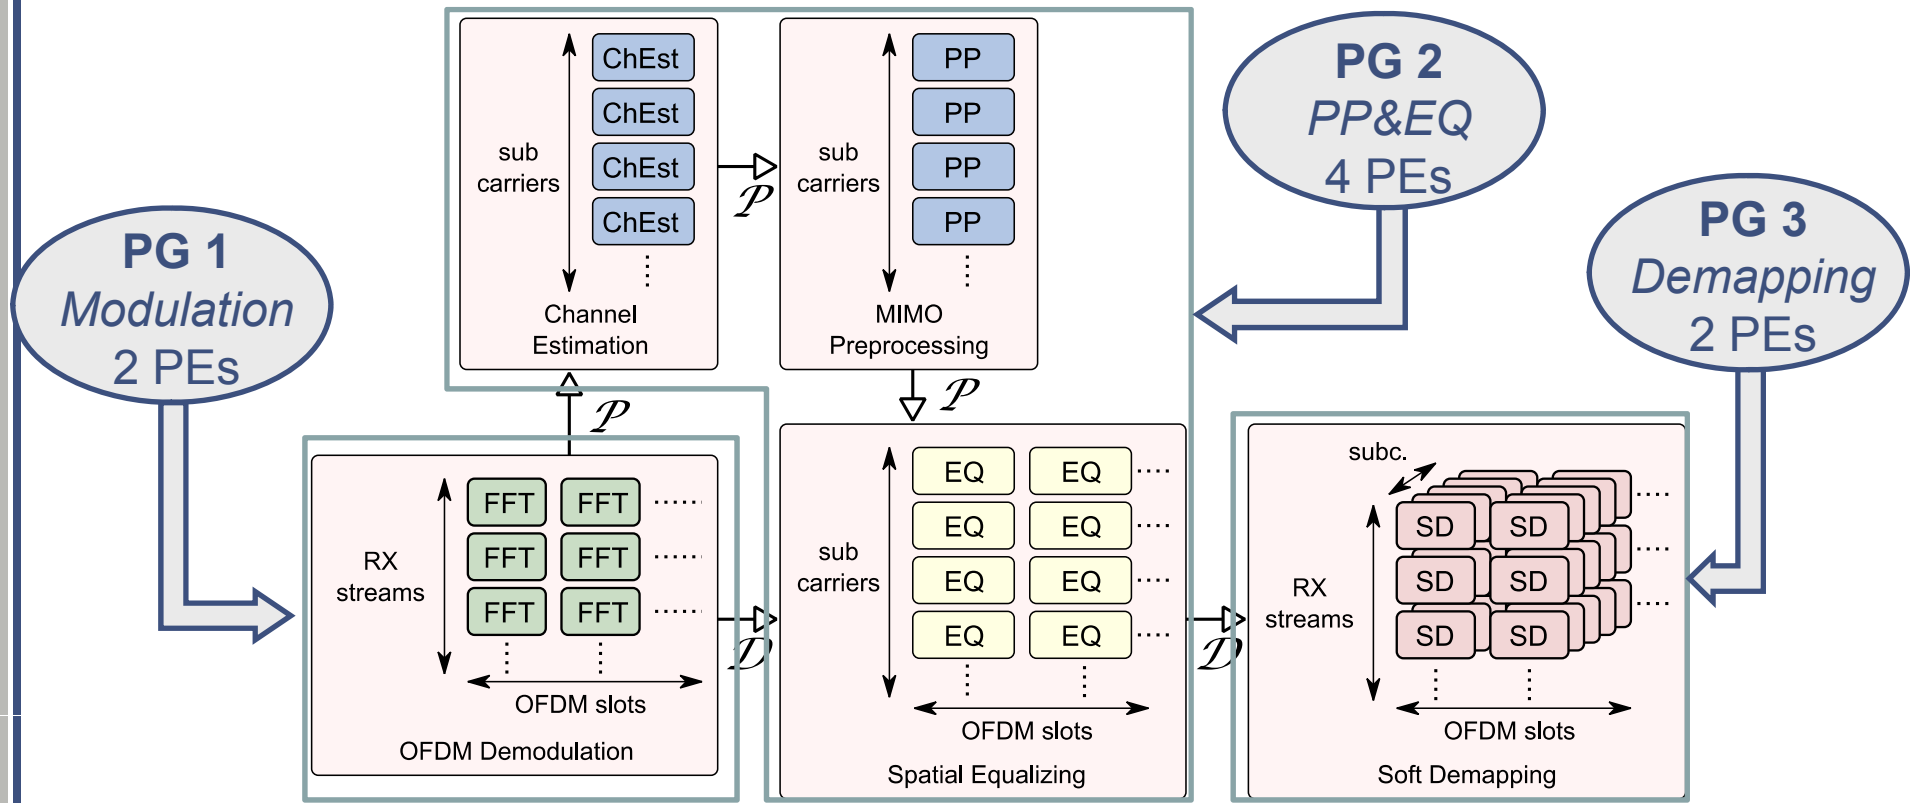 PG 1
Modulation
2 PEs
sub
carriers
ChEst
ChEst
ChEst
ChEst
Channel
Estimation
𝒫
sub
carriers
PP
PP
PP
PP
MIMO
Preprocessing
PG 2
PP&EQ
4 PEs
PG 3
Demapping
2 PEs
𝒫
𝒫
RX
streams
FFT FFT
FFT FFT
FFT FFT
OFDM slots
OFDM Demodulation
𝒟
sub
carriers
EQ EQ
EQ EQ
EQ EQ
EQ EQ
OFDM slots
Spatial Equalizing
𝒟
subc.
RX
streams
SD SD
SD SD
SD SD
OFDM slots
Soft Demapping